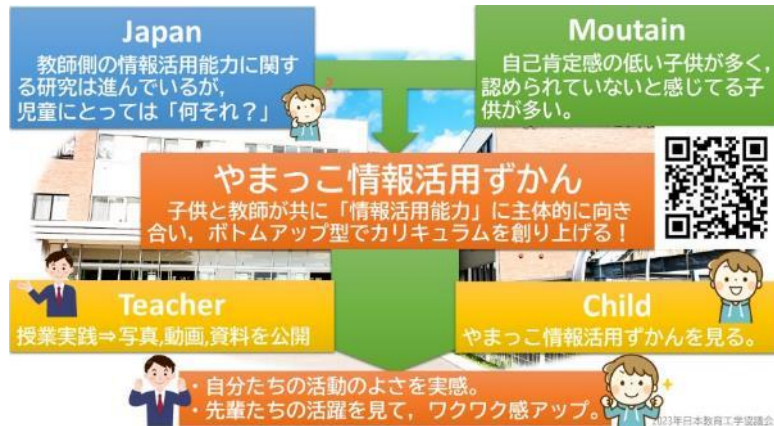 Japan
教師側の情報活用能力に関す
る研究は進んでいるが，
児童にとっては「何それ？」
?
Moutain
自己肯定感の低い子供が多く，
認められていないと感じてる子
供が多い。
やまっこ情報活用ずかん
子供と教師が共に「情報活用能力」に主体的に向き
合い，ボトムアップ型でカリキュラムを創り上げる！
Teacher
授業実践⇒写真,動画,資料を公開
Child
やまっこ情報活用ずかんを見る。
・自分たちの活動のよさを実感。
・先輩たちの活躍を見て，ワクワク感アップ。
2023年日本教育工学協議会